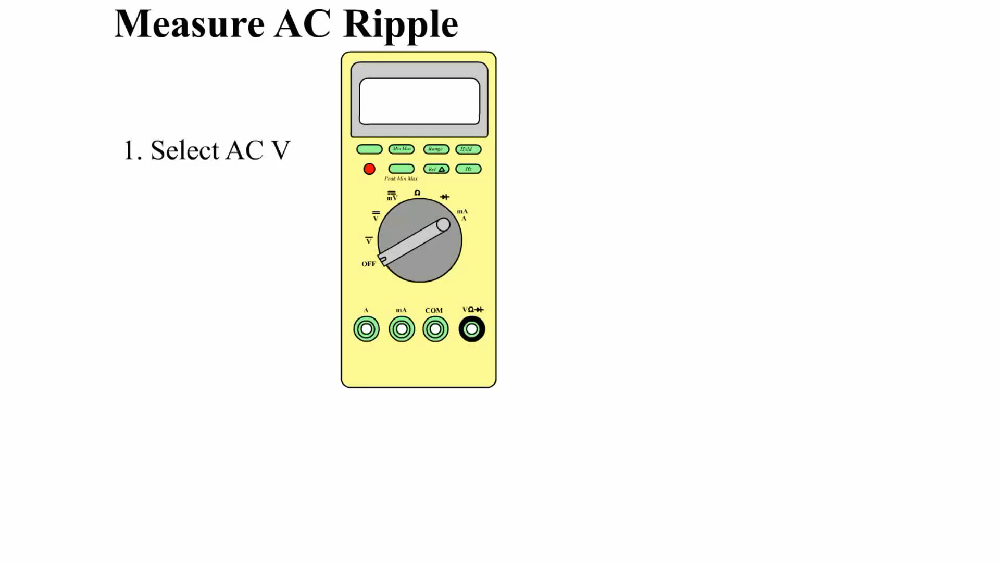 Measure AC Ripple
1. Select AC V
Min Max
Range
Hold
Rel Δ
Hz
Peak Min Max
mV
Ω
mA
A
V
V
OFF
A
mA
COM
VΩ